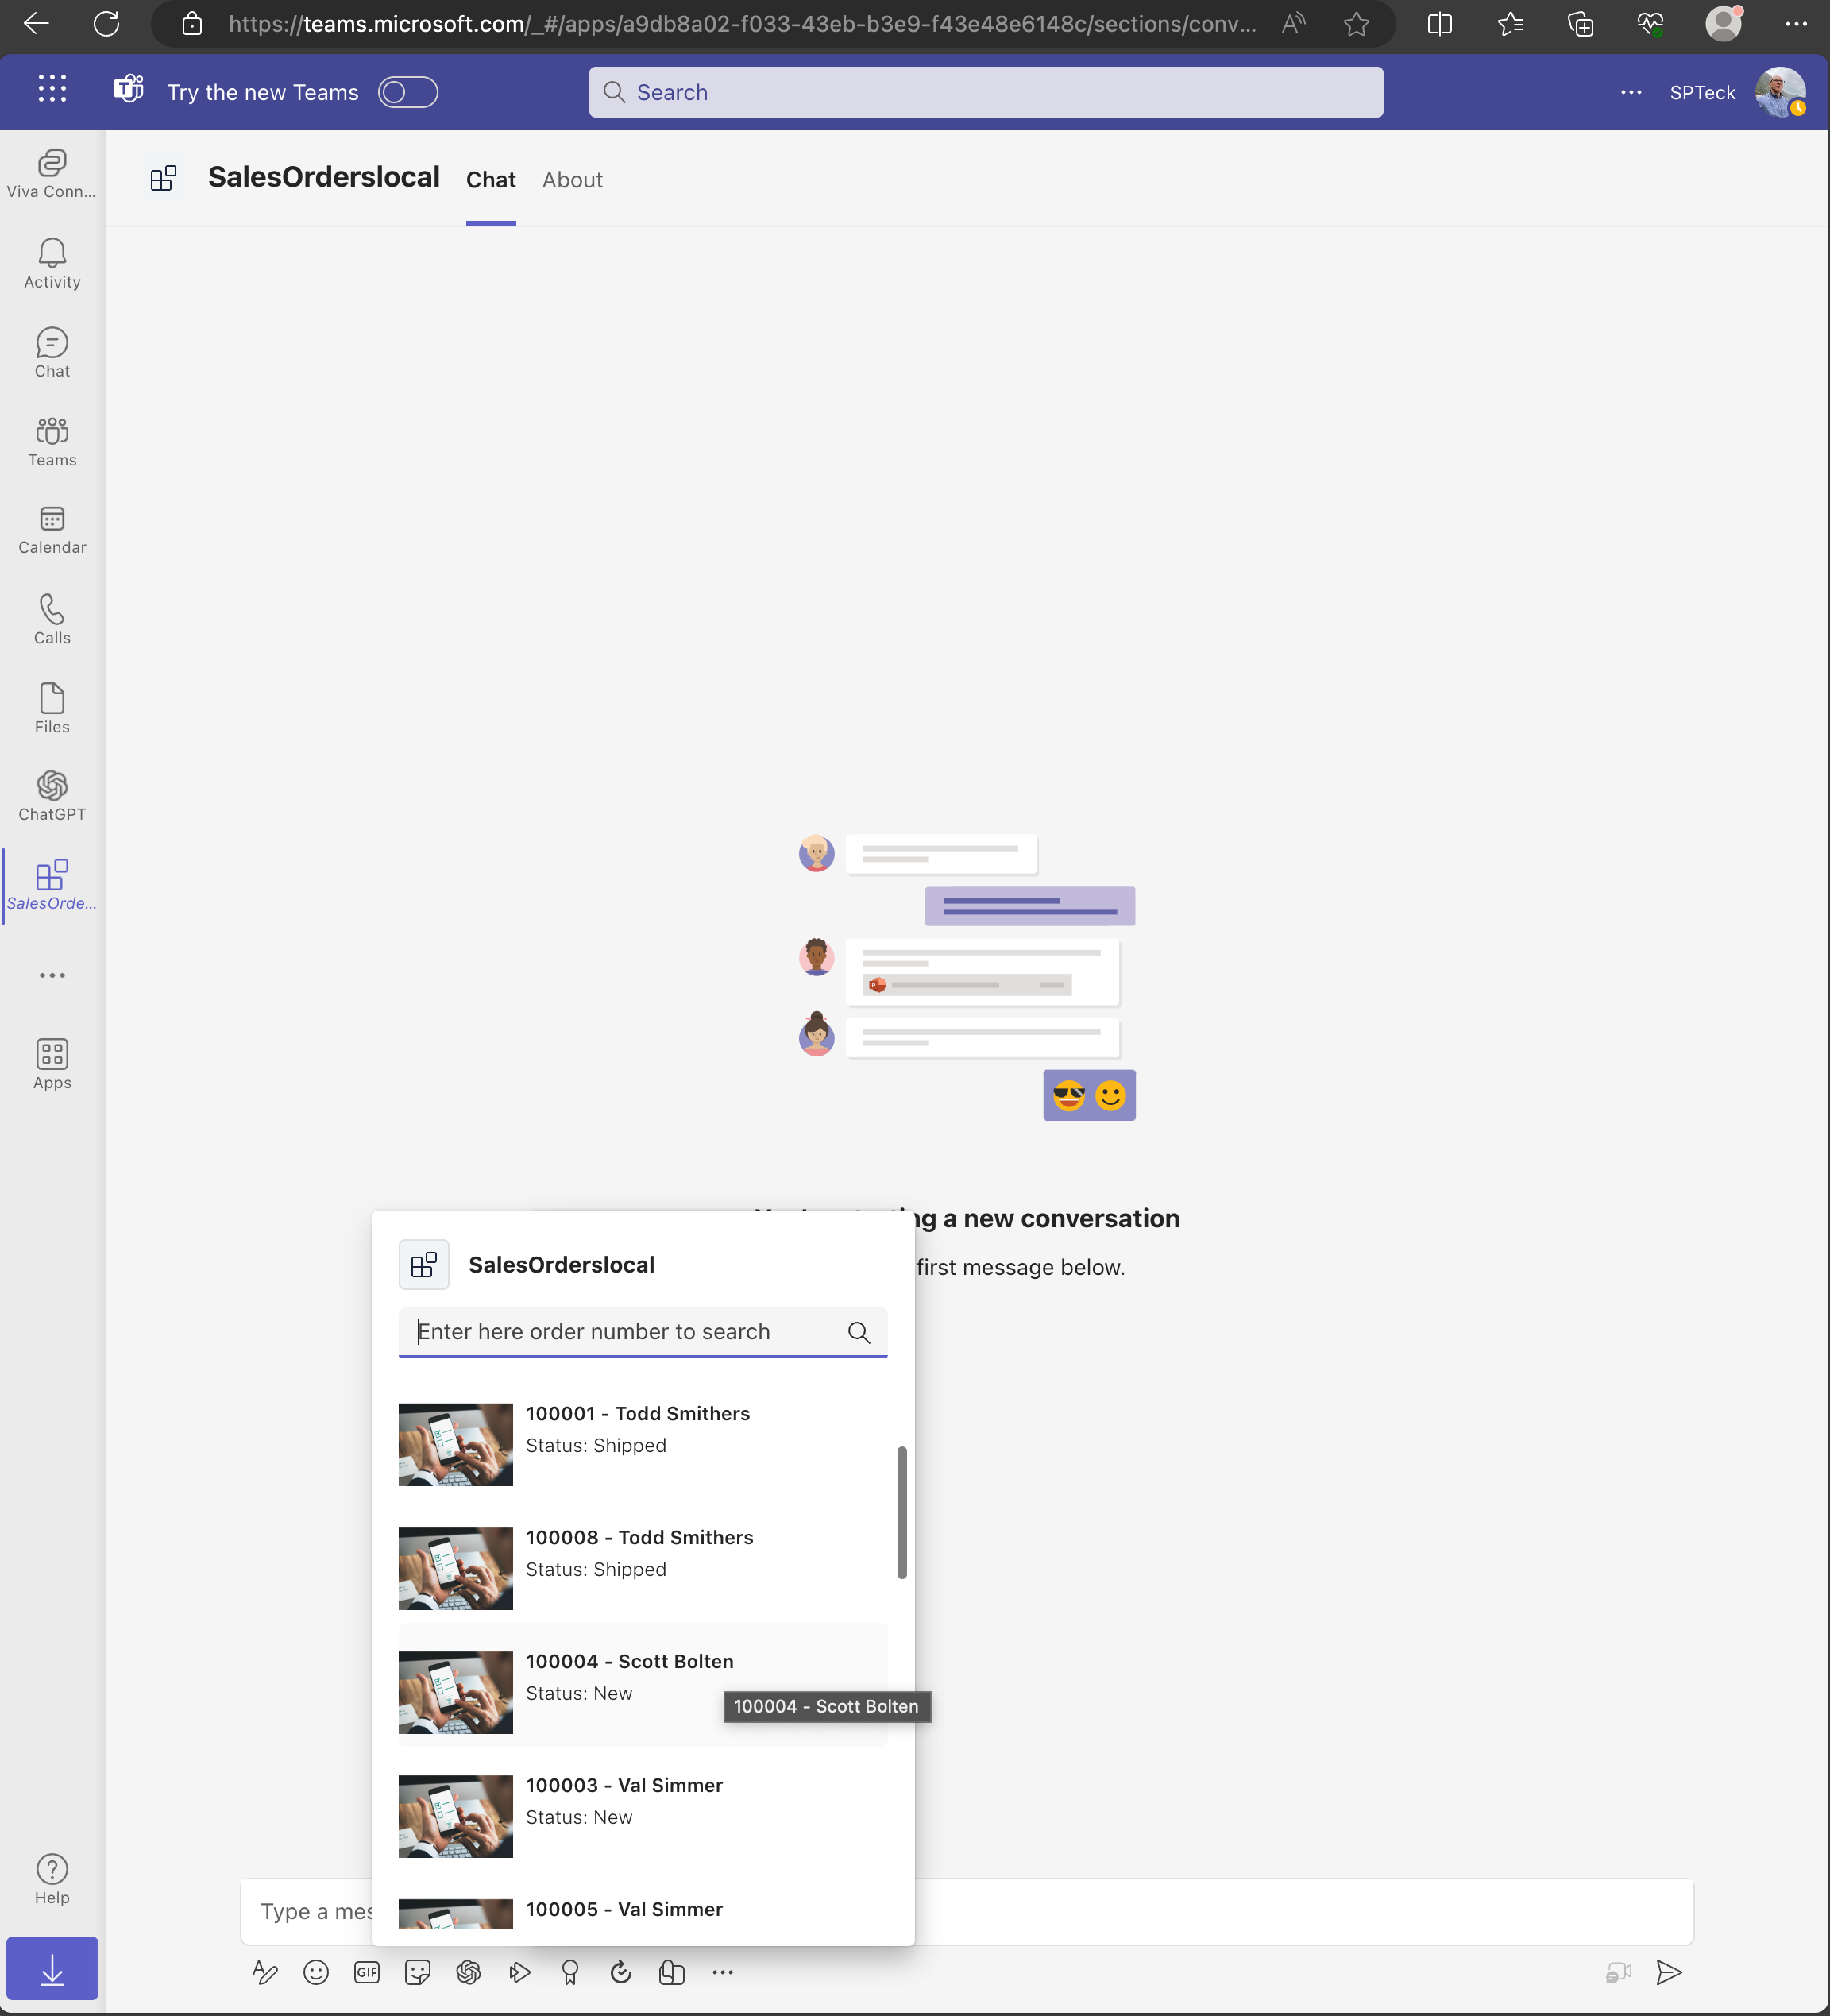 https://teams.microsoft.com/_#/apps/a9db8a02-f033-43eb-b3e9-f43e48e6148c/sections/conv...
Try the new Teams
Search
SPTeck
Viva Conn...
SalesOrderslocal
Chat
About
Activity
Chat
Teams
Calendar
Calls
Files
ChatGPT
SalesOrde...
Apps
ng a new conversation
first message below.
SalesOrderslocal
Enter here order number to search
100001 - Todd Smithers
Status: Shipped
100008 - Todd Smithers
Status: Shipped
100004 - Scott Bolten
Status: New
100004 - Scott Bolten
100003 - Val Simmer
Status: New
100005 - Val Simmer
Type a mes
Help
GIF